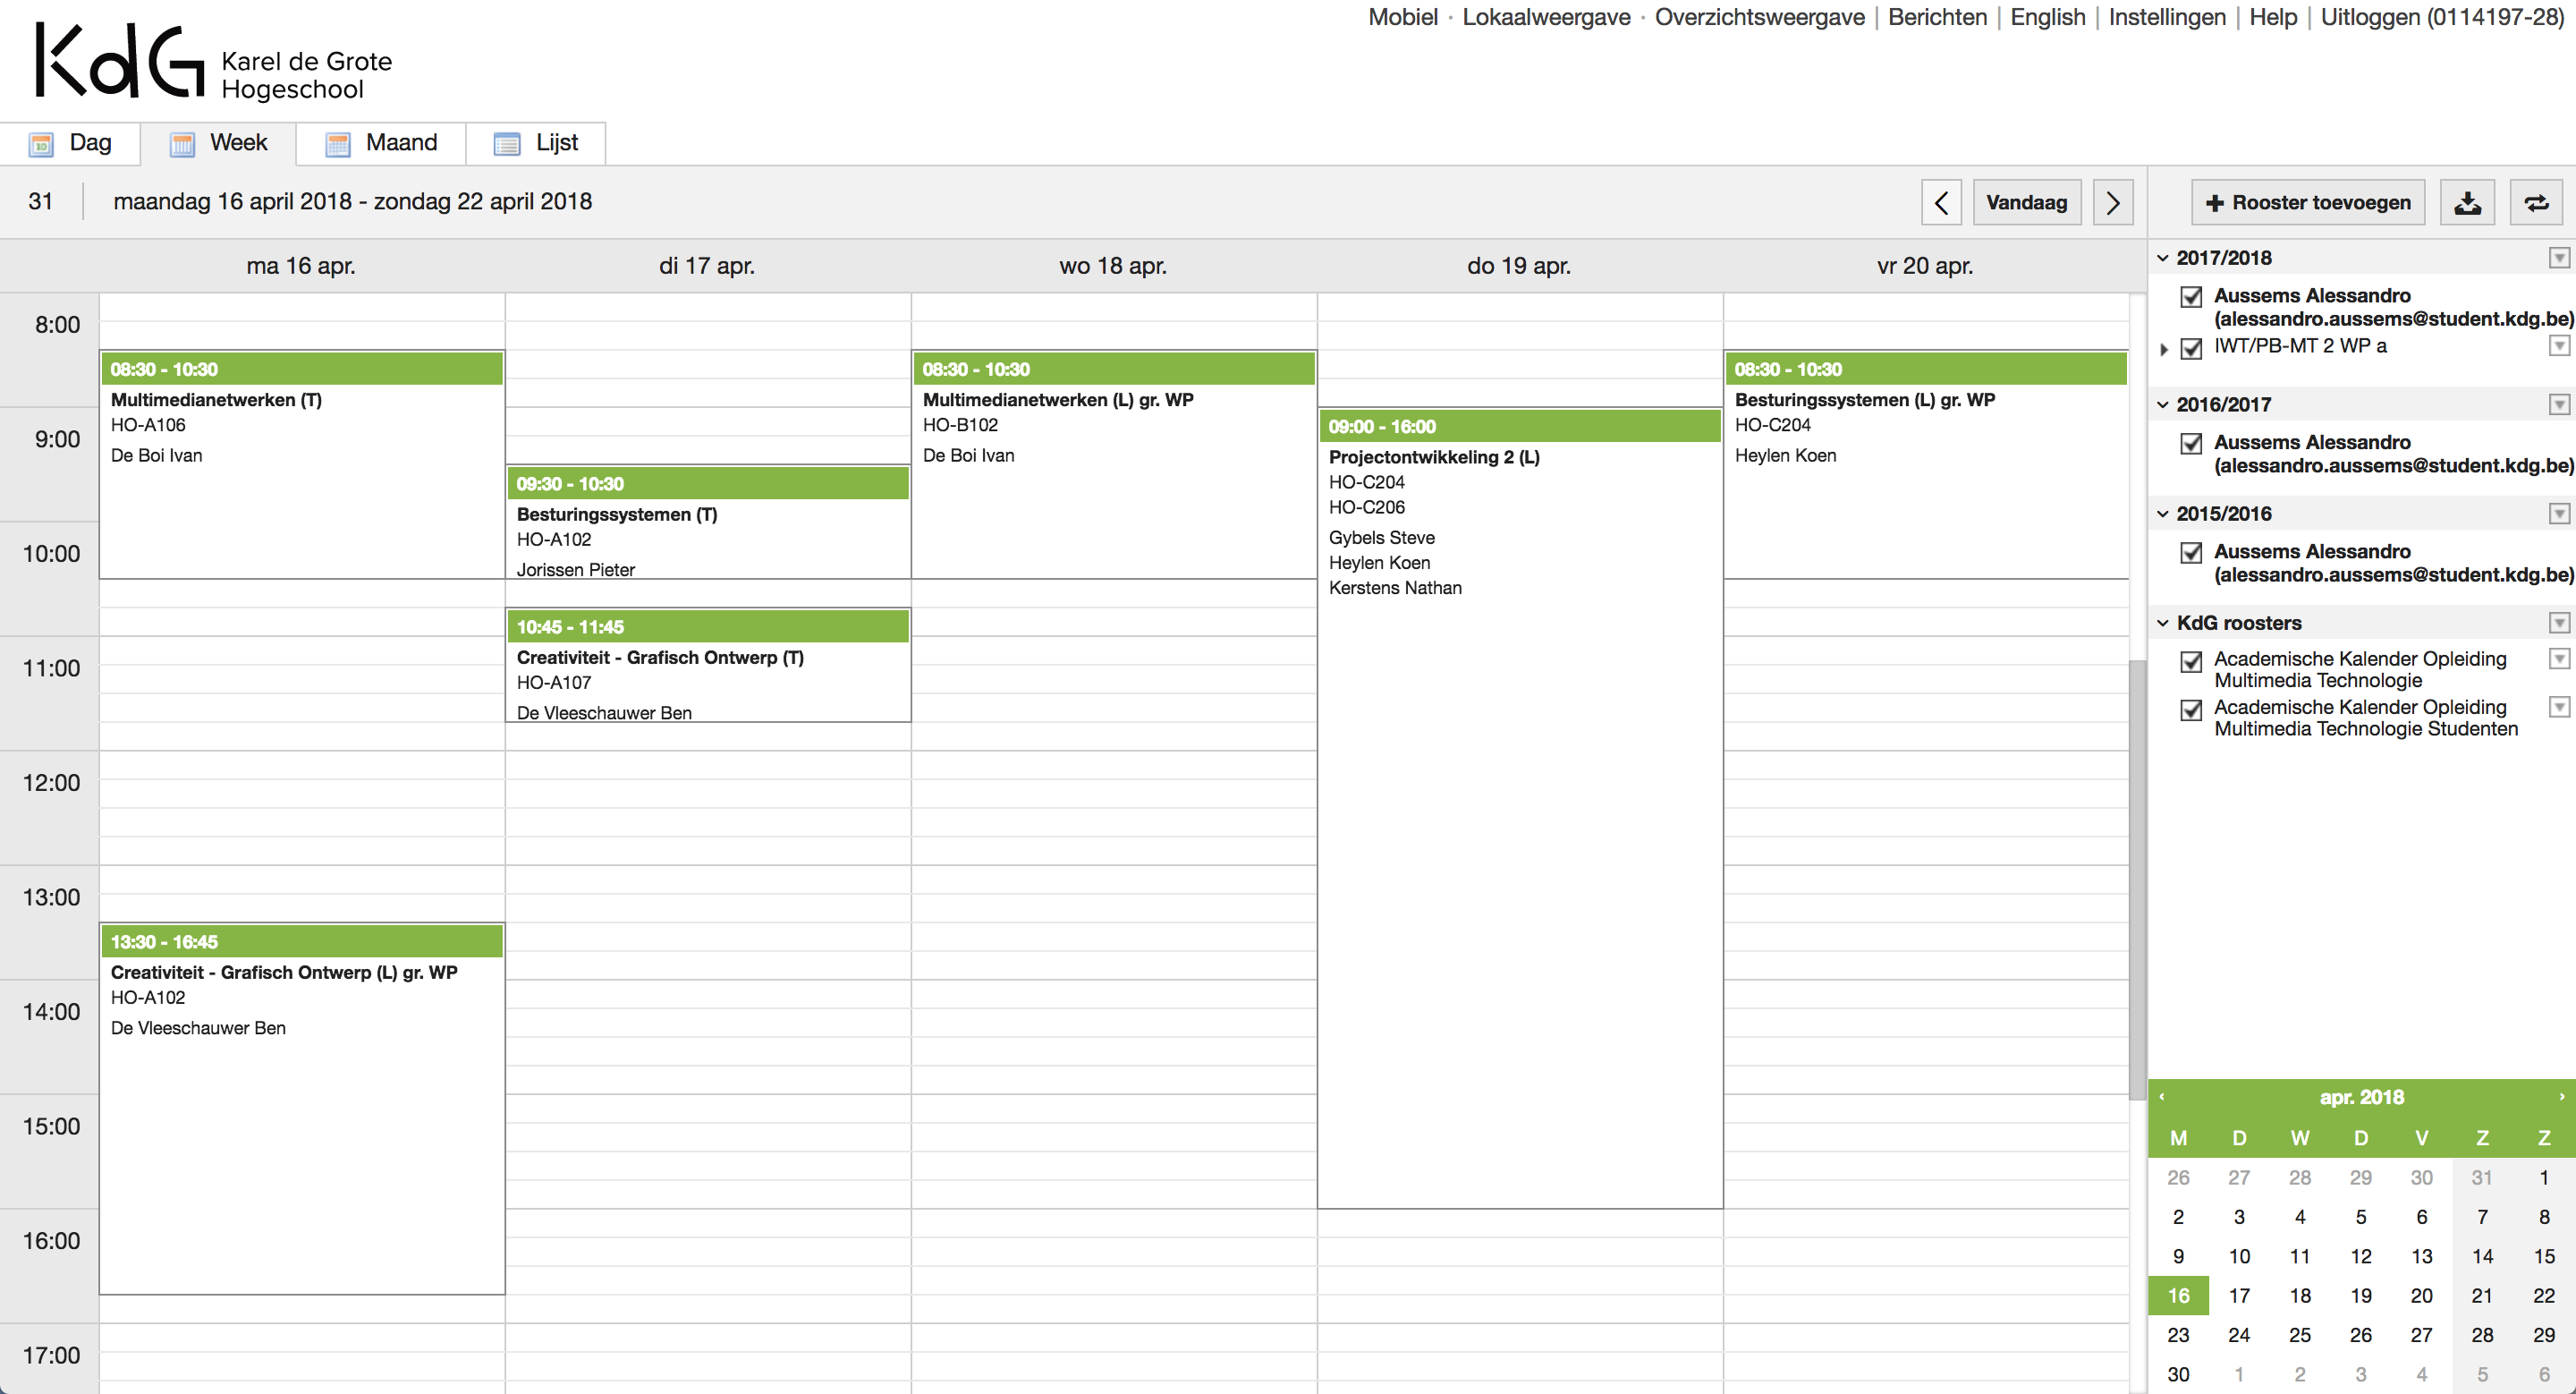 Mobiel · Lokaalweergave · Overzichtsweergave | Berichten | English | Instellingen | Help | Uitloggen (0114197-28)
KdG Karel de Grote
Hogeschool
Dag Week Maand Lijst
31 maandag 16 april 2018 - zondag 22 april 2018 Vandaag
ma 16 apr. di 17 apr. wo 18 apr. do 19 apr. vr 20 apr.
8:00
9:00
10:00
11:00
12:00
13:00
14:00
15:00
16:00
17:00
08:30 - 10:30
Multimedianetwerken (T)
HO-A106
De Boi Ivan
13:30 - 16:45
Creativiteit - Grafisch Ontwerp (L) gr. WP
HO-A102
De Vleeschauwer Ben
09:30 - 10:30
Besturingssystemen (T)
HO-A102
Jorissen Pieter
10:45 - 11:45
Creativiteit - Grafisch Ontwerp (T)
HO-A107
De Vleeschauwer Ben
08:30 - 10:30
Multimedianetwerken (L) gr. WP
HO-B102
De Boi Ivan
09:00 - 16:00
Projectontwikkeling 2 (L)
HO-C204
HO-C206
Gybels Steve
Heylen Koen
Kerstens Nathan
08:30 - 10:30
Besturingssystemen (L) gr. WP
HO-C204
Heylen Koen
Rooster toevoegen
2017/2018
Aussems Alessandro
(alessandro.aussems@student.kdg.be)
IWT/PB-MT 2 WP a
2016/2017
Aussems Alessandro
(alessandro.aussems@student.kdg.be)
2015/2016
Aussems Alessandro
(alessandro.aussems@student.kdg.be)
KdG roosters
Academische Kalender Opleiding
Multimedia Technologie
Academische Kalender Opleiding
Multimedia Technologie Studenten
apr. 2018
M D W D V Z Z
26 27 28 29 30 31 1
2 3 4 5 6 7 8
9 10 11 12 13 14 15
16 17 18 19 20 21 22
23 24 25 26 27 28 29
30 1 2 3 4 5 6